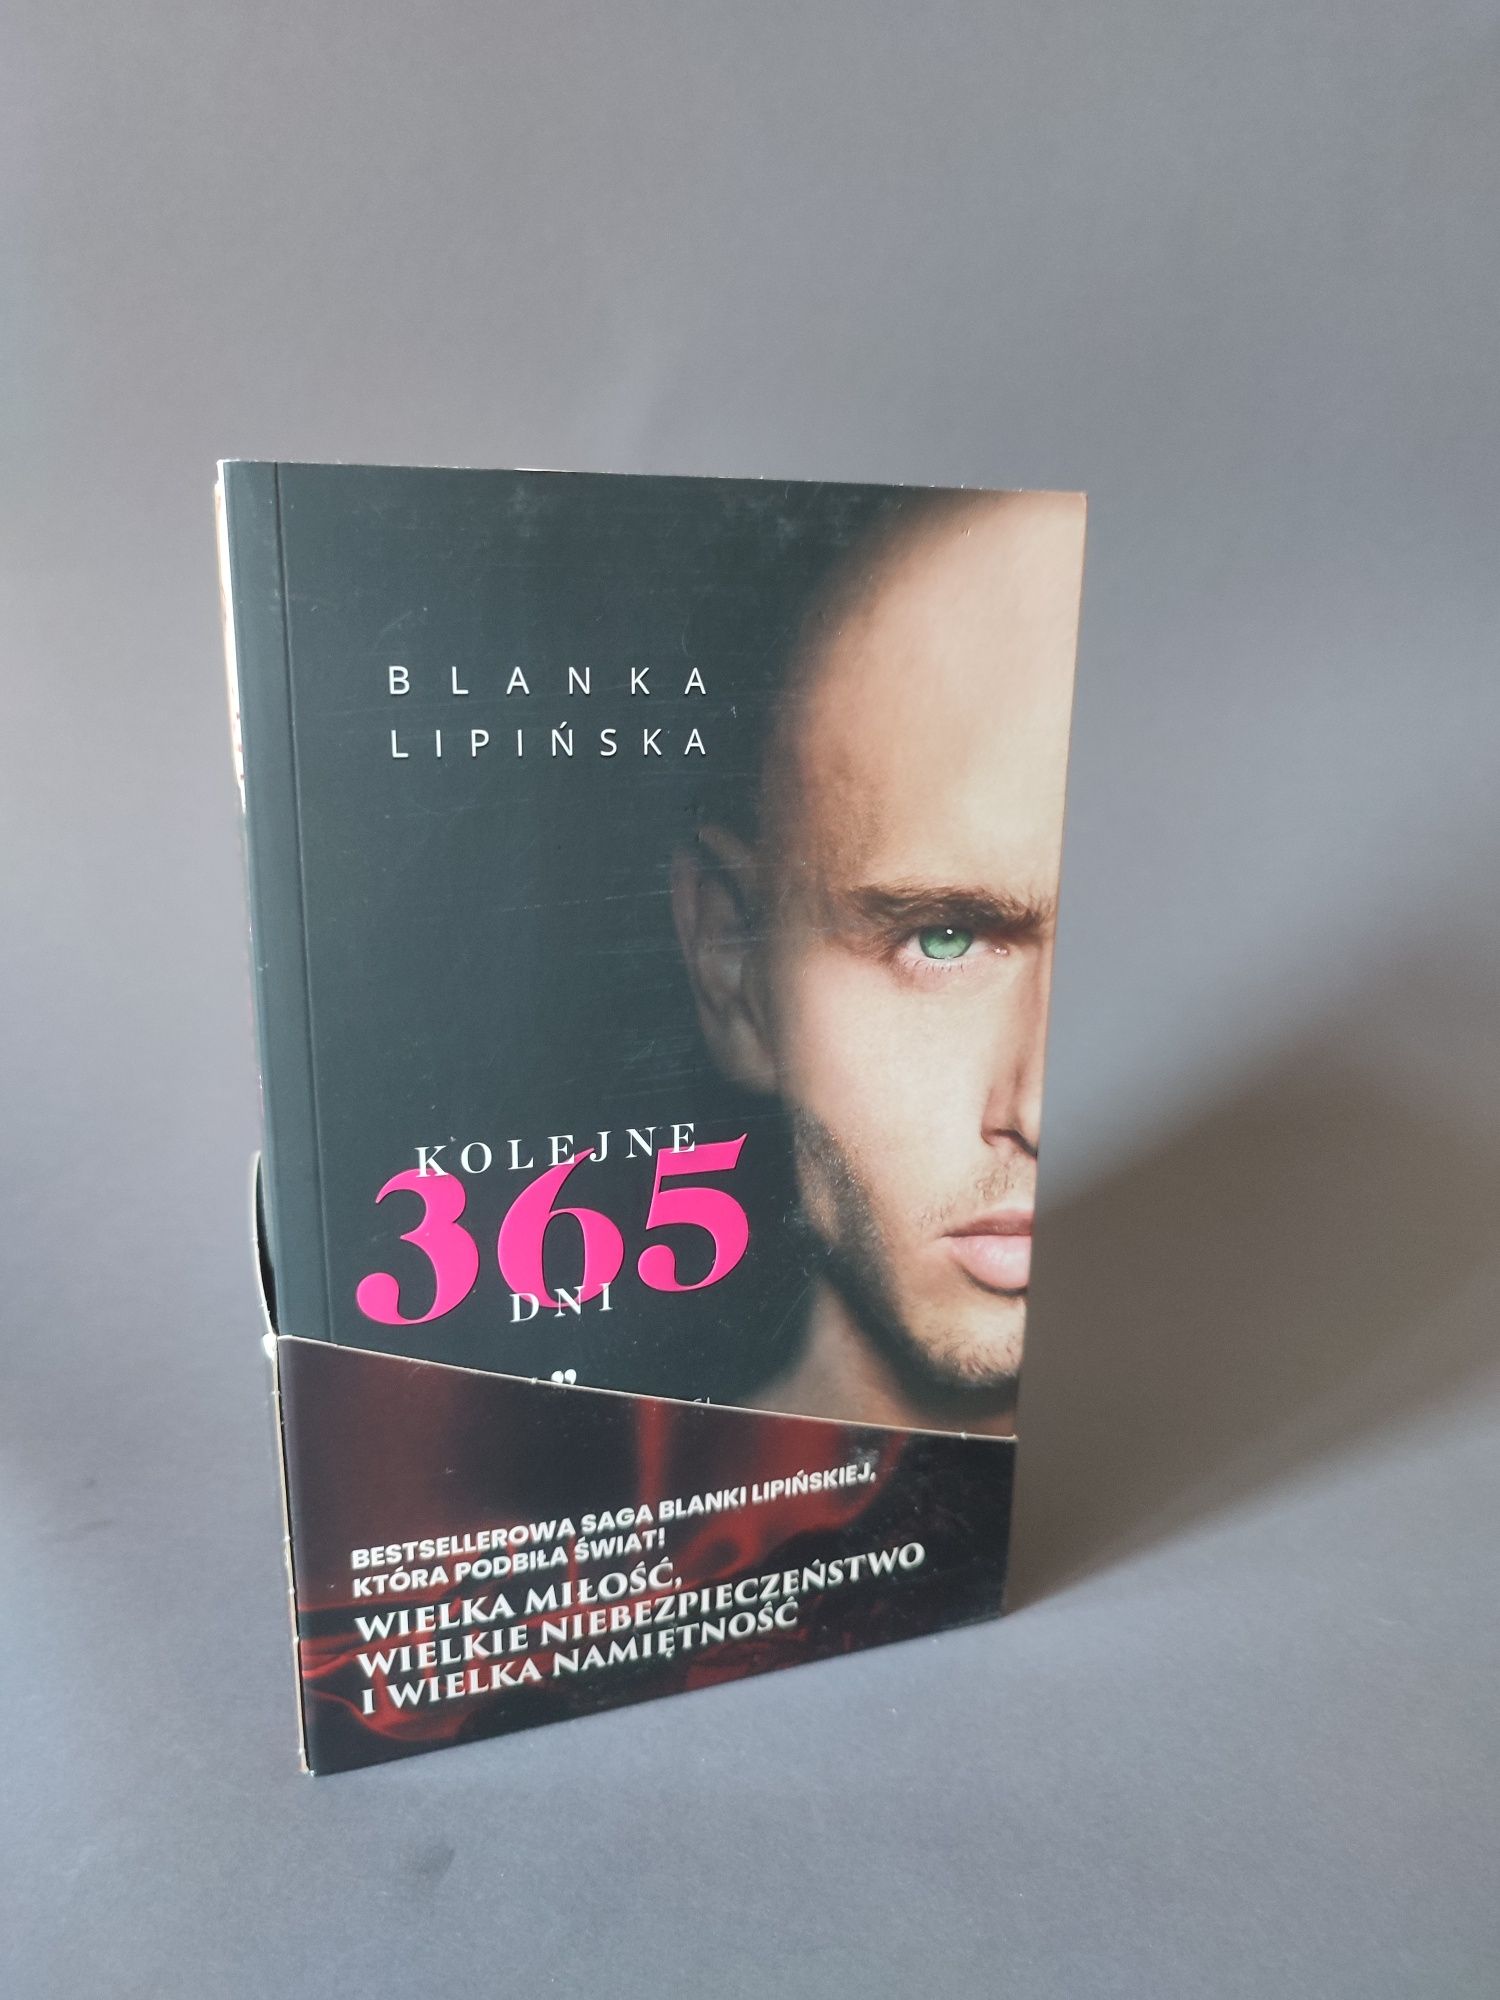 BLANKA
LIPIŃSKA
KOLEJNE
365
DNI
BESTSELLEROWA SAGA BLANKI LIPIŃSKIEJ,
KTÓRA PODBIŁA ŚWIAT!
WIELKA MIŁOŚĆ,
WIELKIE NIEBEZPIECZEŃSTWO
I WIELKA NAMIĘTNOŚĆ